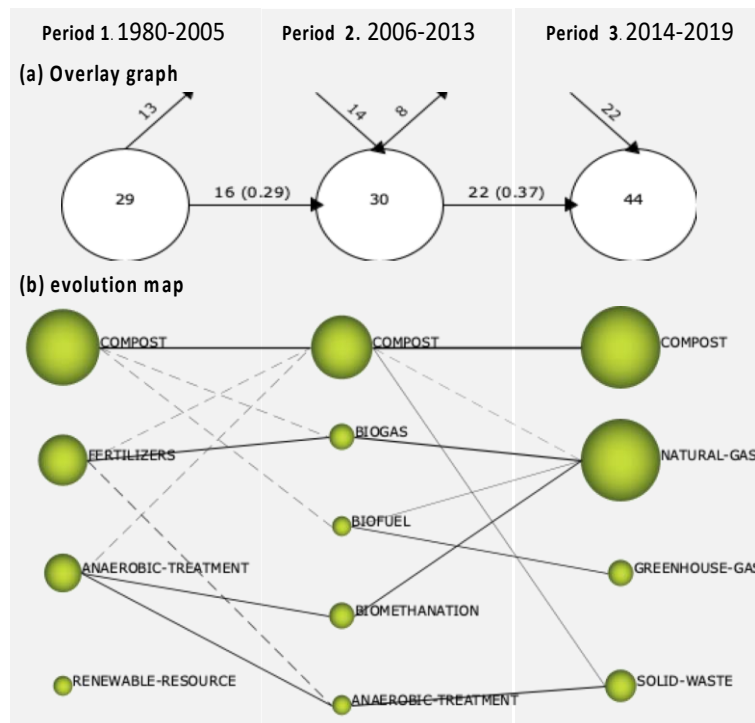 Period 1. 1980-2005 Period 2. 2006-2013 Period 3. 2014-2019
(a) Overlay graph
13 14 8 22
29 16 (0.29) 30 22 (0.37) 44
(b) evolution map
COMPOST COMPOST COMPOST
FERTILIZERS BIOGAS NATURAL-GAS
BIOFUEL
ANAEROBIC-TREATMENT BIOMETHANATION GREENHOUSE-GAS
RENEWABLE-RESOURCE ANAEROBIC-TREATMENT SOLID-WASTE